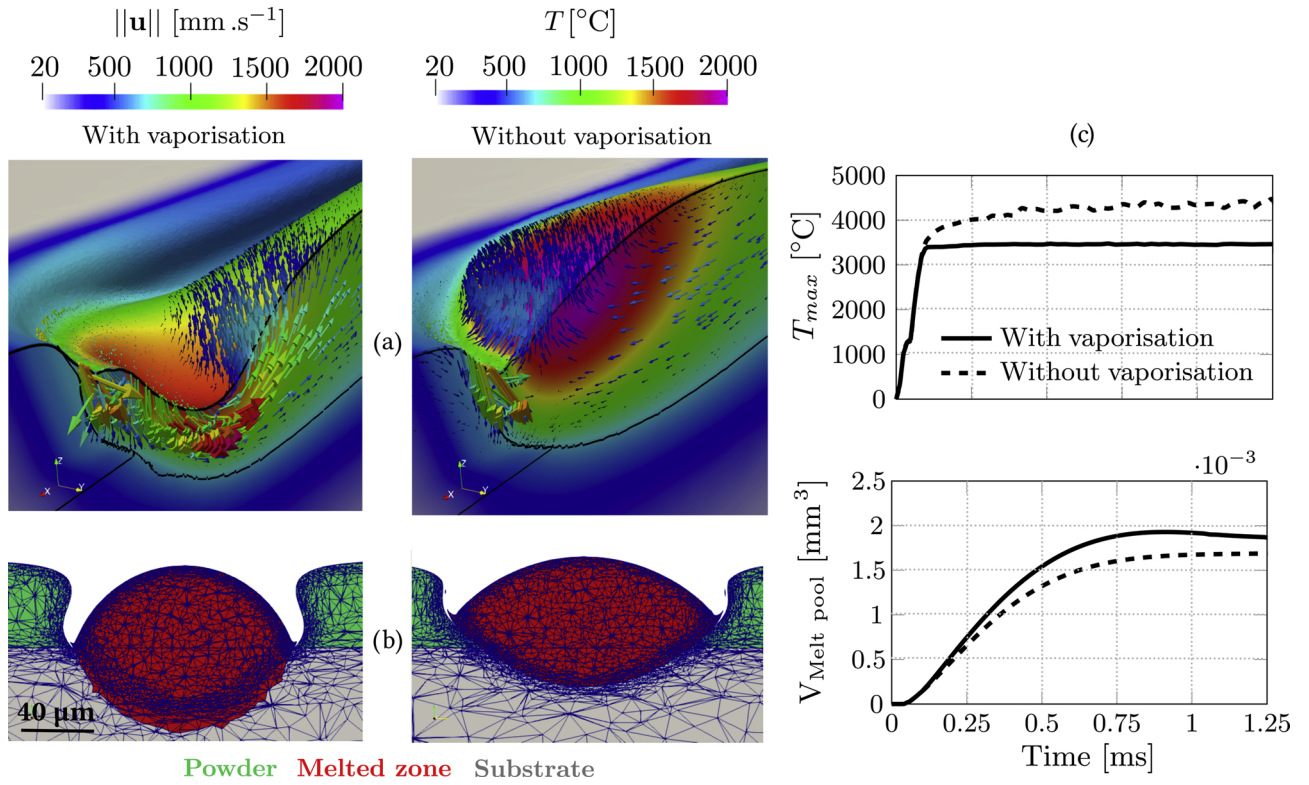 ||u|| [mm.s⁻¹]
20 500 1000 1500 2000
With vaporisation
T[°C]
20 500 1000 1500 2000
Without vaporisation
Z
X
Y
Z
X
Y
(a)
(b)
40 µm
Powder Melted zone Substrate
(c)
T_max [°C]
5000
4000
3000
2000
1000
0
With vaporisation
Without vaporisation
·10⁻³
V_Melt pool [mm³]
2.5
2
1.5
1
0.5
0
0 0.25 0.5 0.75 1 1.25
Time [ms]